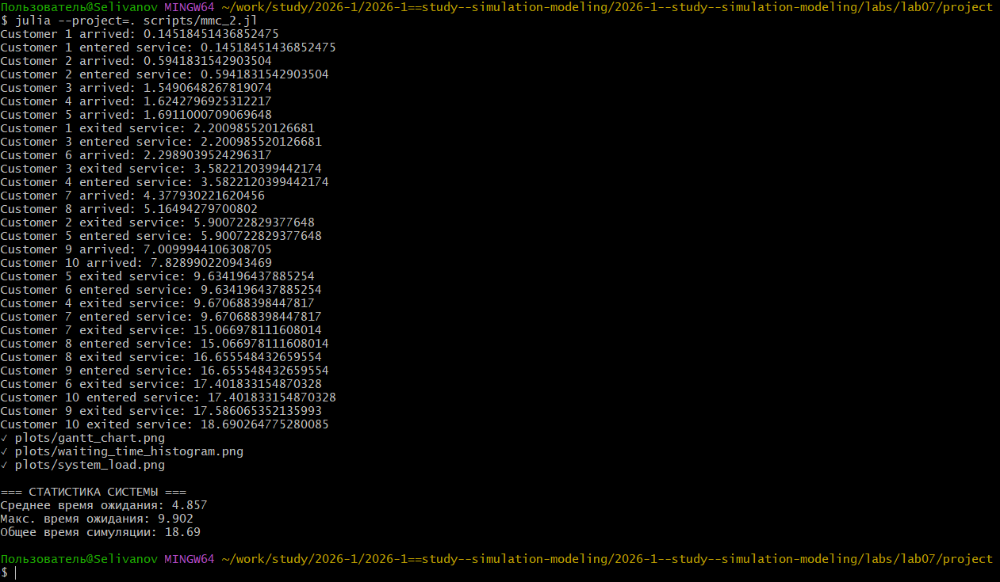 Пользователь@Selivanov MINGW64 ~/work/study/2026-1/2026-1==study--simulation-modeling/2026-1--study--simulation-modeling/labs/lab07/project
$ julia --project=. scripts/mmc_2.jl
Customer 1 arrived: 0.14518451436852475
Customer 1 entered service: 0.14518451436852475
Customer 2 arrived: 0.5941831542903504
Customer 2 entered service: 0.5941831542903504
Customer 3 arrived: 1.5490648267819074
Customer 4 arrived: 1.6242796925312217
Customer 5 arrived: 1.6911000709069648
Customer 1 exited service: 2.200985520126681
Customer 3 entered service: 2.200985520126681
Customer 6 arrived: 2.2989039524296317
Customer 3 exited service: 3.5822120399442174
Customer 4 entered service: 3.5822120399442174
Customer 7 arrived: 4.377930221620456
Customer 8 arrived: 5.16494279700802
Customer 2 exited service: 5.900722829377648
Customer 5 entered service: 5.900722829377648
Customer 9 arrived: 7.0099944106308705
Customer 10 arrived: 7.828990220943469
Customer 5 exited service: 9.634196437885254
Customer 6 entered service: 9.634196437885254
Customer 4 exited service: 9.670688398447817
Customer 7 entered service: 9.670688398447817
Customer 7 exited service: 15.066978111608014
Customer 8 entered service: 15.066978111608014
Customer 8 exited service: 16.655548432659554
Customer 9 entered service: 16.655548432659554
Customer 6 exited service: 17.401833154870328
Customer 10 entered service: 17.401833154870328
Customer 9 exited service: 17.586065352135993
Customer 10 exited service: 18.690264775280085
✓ plots/gantt_chart.png
✓ plots/waiting_time_histogram.png
✓ plots/system_load.png
=== СТАТИСТИКА СИСТЕМЫ ===
Среднее время ожидания: 4.857
Макс. время ожидания: 9.902
Общее время симуляции: 18.69
Пользователь@Selivanov MINGW64 ~/work/study/2026-1/2026-1==study--simulation-modeling/2026-1--study--simulation-modeling/labs/lab07/project
$